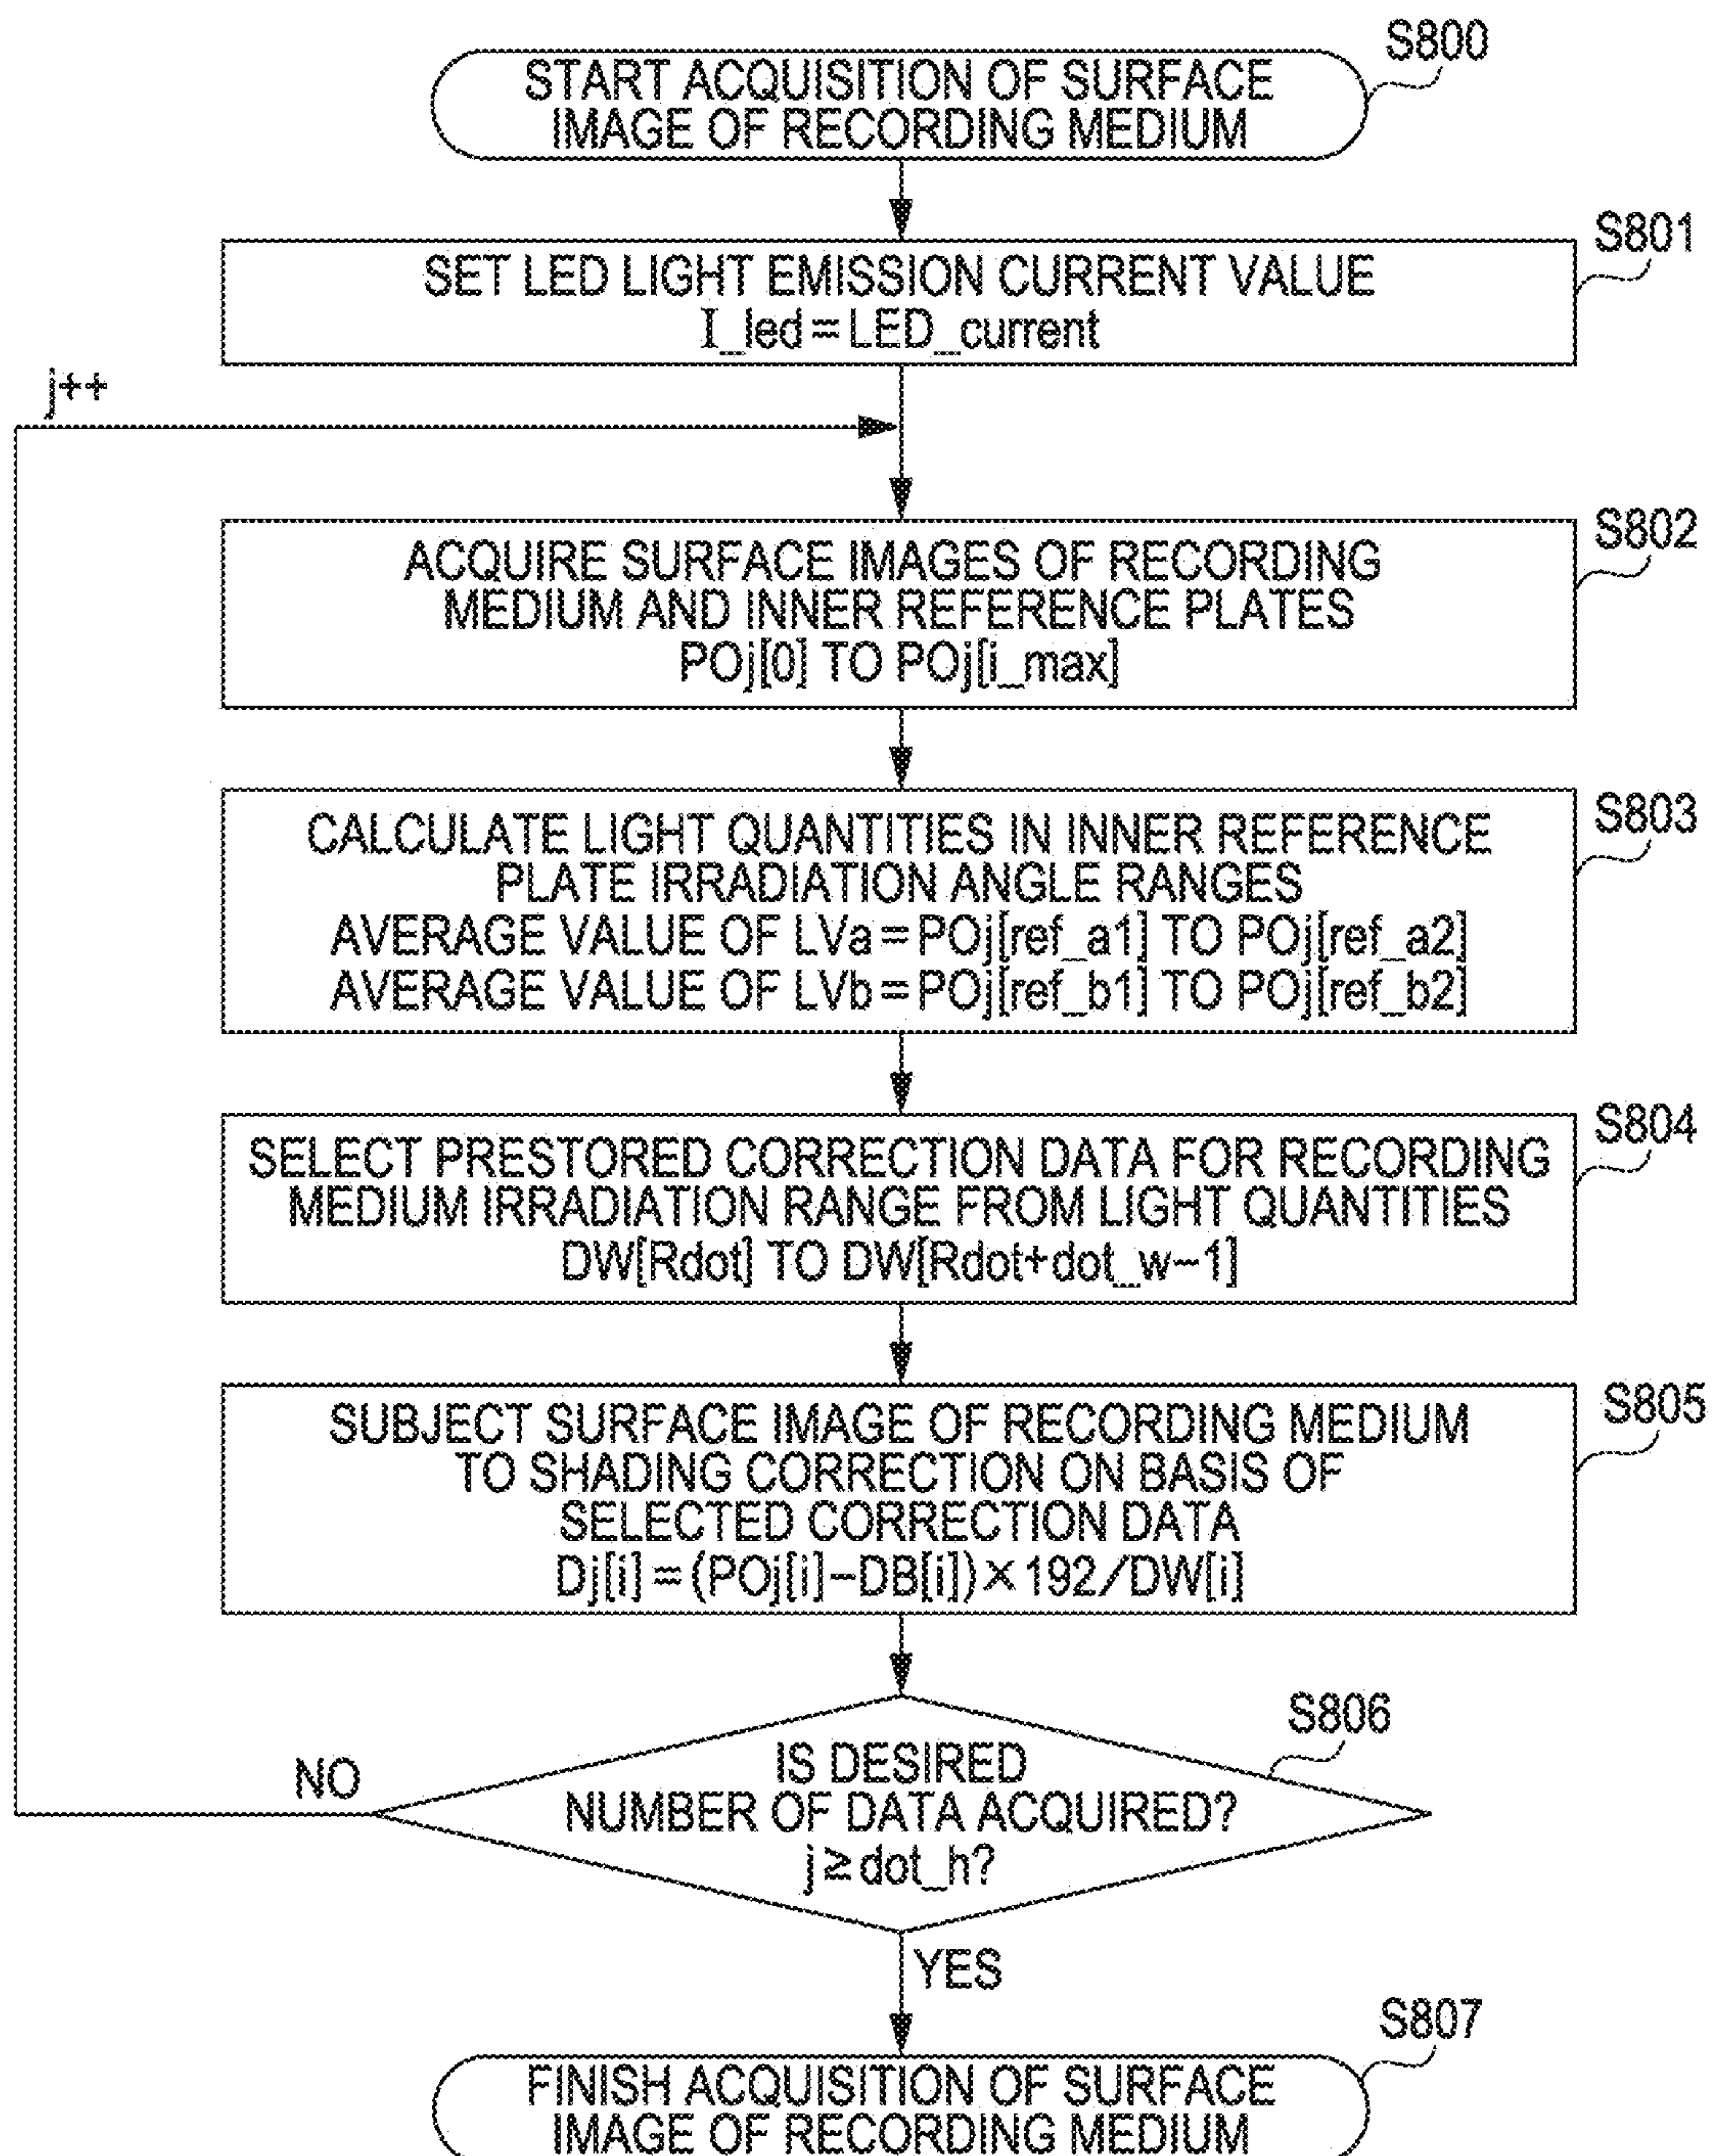 S800
START ACQUISITION OF SURFACE
IMAGE OF RECORDING MEDIUM
S801
SET LED LIGHT EMISSION CURRENT VALUE
I_led = LED_current
j++
S802
ACQUIRE SURFACE IMAGES OF RECORDING
MEDIUM AND INNER REFERENCE PLATES
POj[0] TO POj[i_max]
S803
CALCULATE LIGHT QUANTITIES IN INNER REFERENCE
PLATE IRRADIATION ANGLE RANGES
AVERAGE VALUE OF LVa = POj[ref_a1] TO POj[ref_a2]
AVERAGE VALUE OF LVb = POj[ref_b1] TO POj[ref_b2]
S804
SELECT PRESTORED CORRECTION DATA FOR RECORDING
MEDIUM IRRADIATION RANGE FROM LIGHT QUANTITIES
DW[Rdot] TO DW[Rdot+dot_w−1]
S805
SUBJECT SURFACE IMAGE OF RECORDING MEDIUM
TO SHADING CORRECTION ON BASIS OF
SELECTED CORRECTION DATA
Dj[i] = (POj[i]−DB[i])×192/DW[i]
S806
IS DESIRED
NUMBER OF DATA ACQUIRED?
j ≥ dot_h?
NO
YES
S807
FINISH ACQUISITION OF SURFACE
IMAGE OF RECORDING MEDIUM